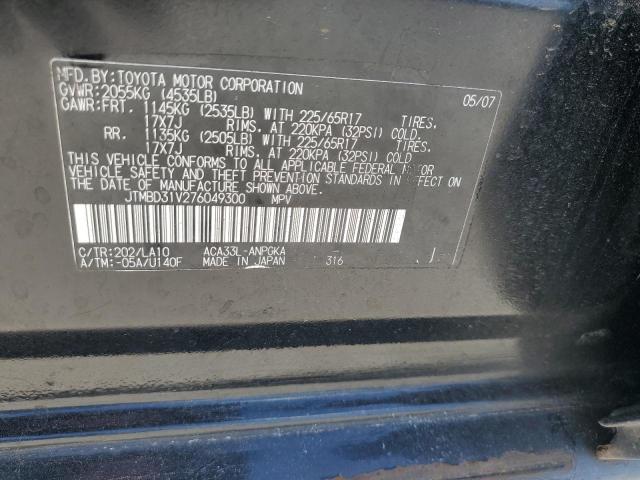 MFD.BY:TOYOTA MOTOR CORPORATION 05/07
GVWR:2055KG (4535LB)
GAWR:FRT. 1145KG (2535LB) WITH 225/65R17 TIRES.
17X7J RIMS. AT 220KPA (32PSI) COLD.
RR. 1135KG (2505LB) WITH 225/65R17 TIRES.
17X7J RIMS. AT 220KPA (32PSI) COLD
THIS VEHICLE CONFORMS TO ALL APPLICABLE FEDERAL MOTOR
VEHICLE SAFETY AND THEFT PREVENTION STANDARDS IN EFFECT ON
THE DATE OF MANUFACTURE SHOWN ABOVE.
JTMBD31V276049300 MPV
C/TR:202/LA10 ACA33L-ANPGKA
A/TM:-05A/U140F MADE IN JAPAN 316